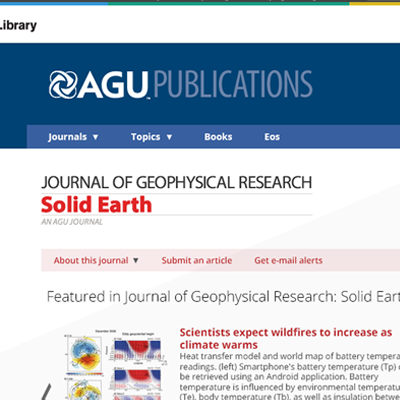 Library
AGU PUBLICATIONS
Journals ▼ Topics ▼ Books Eos
JOURNAL OF GEOPHYSICAL RESEARCH
Solid Earth
AN AGU JOURNAL
About this journal ▼ Submit an article Get e-mail alerts
Featured in Journal of Geophysical Research: Solid Eart
Scientists expect wildfires to increase as
climate warms
Heat transfer model and world map of battery tempera
readings. (left) Smartphone's battery temperature (Tp)
be retrieved using an Android application. Battery
temperature is influenced by environmental temperatu
(Te), body temperature (Tb), as well as insulation betwe